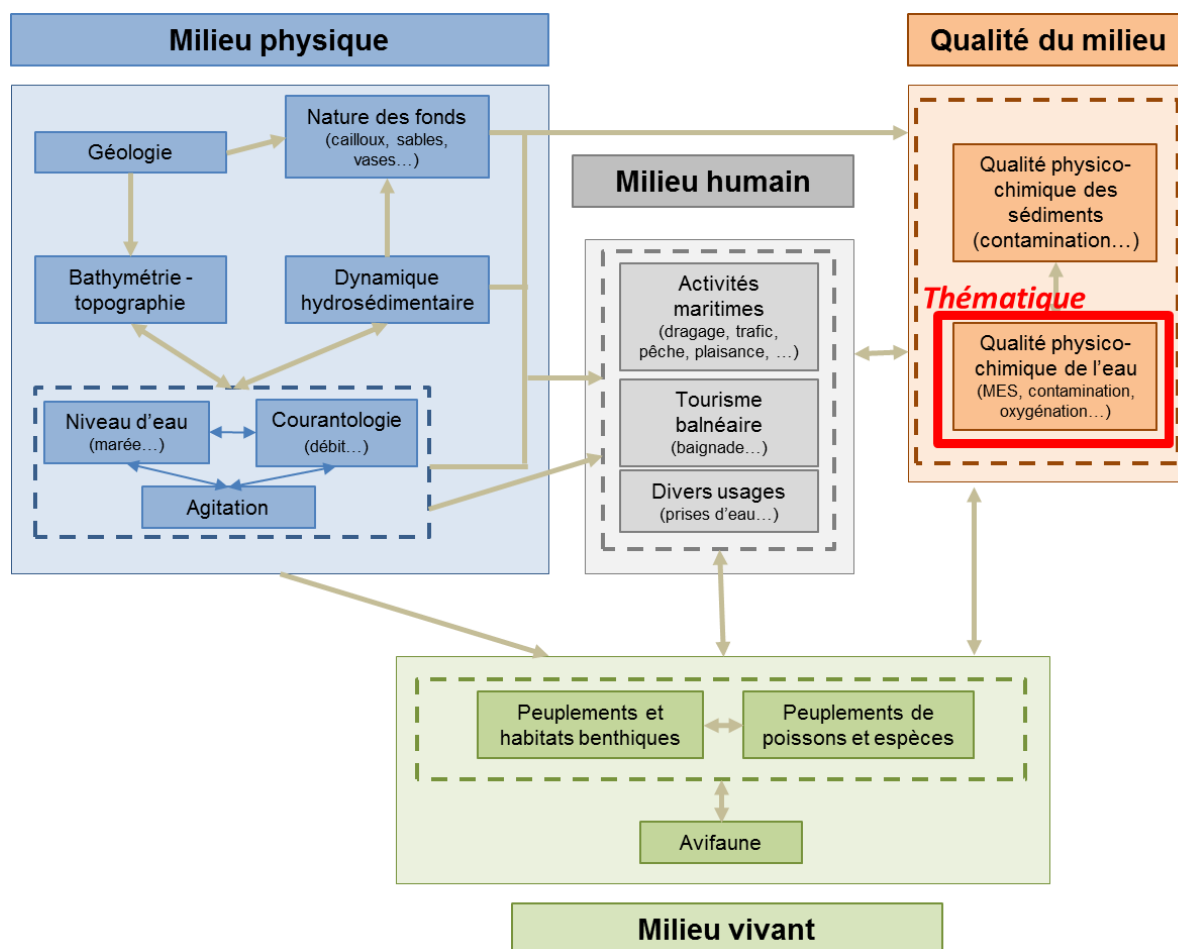 Milieu physique
Qualité du milieu
Géologie
Nature des fonds
(cailloux, sables,
vases…)
Bathymétrie -
topographie
Dynamique
hydrosédimentaire
Niveau d’eau
(marée…)
Courantologie
(débit…)
Agitation
Milieu humain
Activités
maritimes
(dragage, trafic,
pêche, plaisance, …)
Tourisme
balnéaire
(baignade…)
Divers usages
(prises d’eau…)
Qualité physico-
chimique des
sédiments
(contamination…)
Thématique
Qualité physico-
chimique de l’eau
(MES, contamination,
oxygénation…)
Peuplements et
habitats benthiques
Peuplements de
poissons et espèces
Avifaune
Milieu vivant